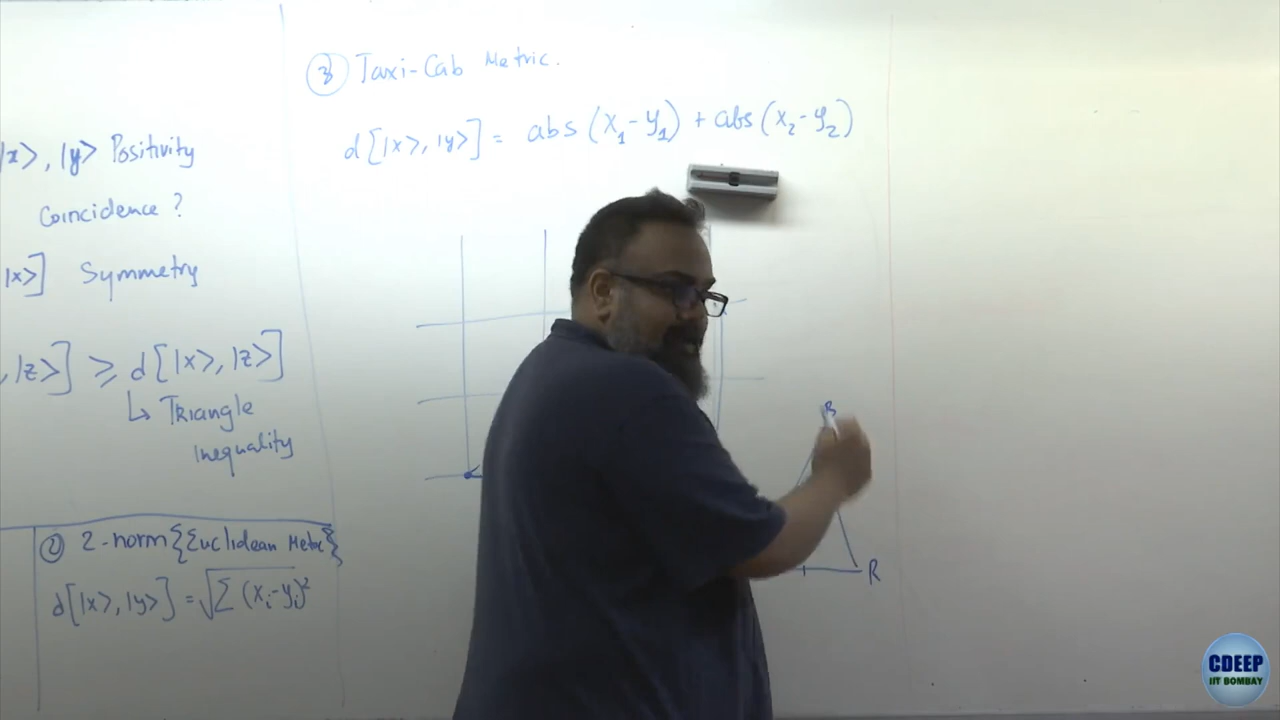 |x>, |y> Positivity
Coincidence ?
|x>] Symmetry
, |z>] ⩾ d[|x>, |z>]
↳ Triangle
inequality
② 2-norm {Euclidean Metric}
d[|x>, |y>] = √Σ (xᵢ-yᵢ)²
③ Taxi-Cab Metric.
d[|x>, |y>] = abs (x₁-y₁) + abs (x₂-y₂)
B
R
CDEEP
IIT BOMBAY